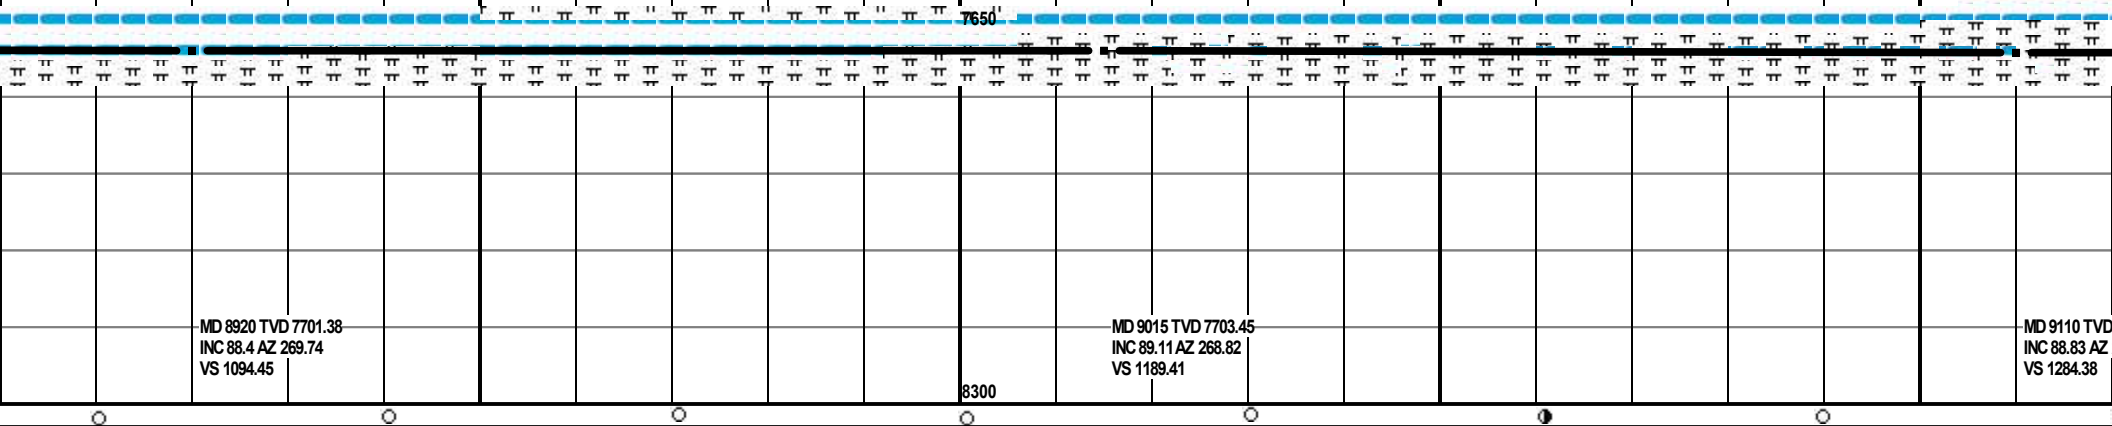 7650
MD 8920 TVD 7701.38
INC 88.4 AZ 269.74
VS 1094.45
MD 9015 TVD 7703.45
INC 89.11 AZ 268.82
VS 1189.41
MD 9110 TVD
INC 88.83 AZ
VS 1284.38
8300